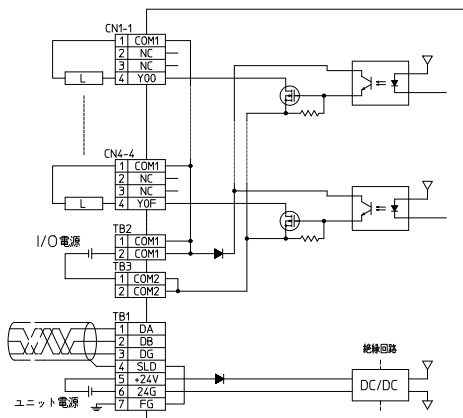 CN1-1
1 COM1
2 NC
3 NC
4 Y00
L
CN4-4
1 COM1
2 NC
3 NC
4 Y0F
L
TB2
I/O電源
1 COM1
2 COM1
TB3
1 COM2
2 COM2
TB1
1 DA
2 DB
3 DG
4 SLD
5 +24V
6 24G
7 FG
ユニット電源
絶縁回路
DC/DC